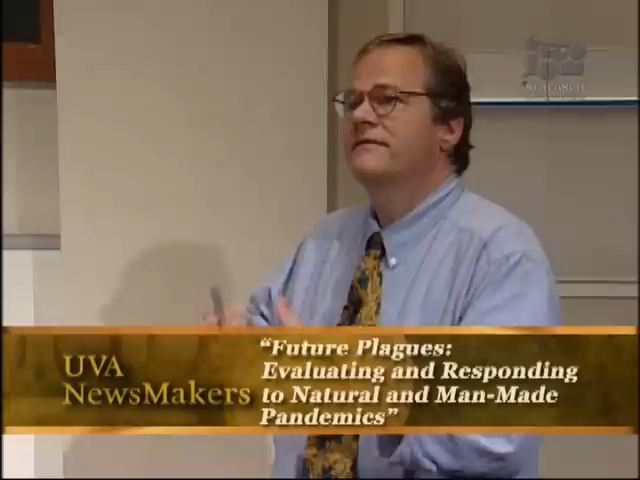 UVA
NewsMakers
"Future Plagues:
Evaluating and Responding
to Natural and Man-Made
Pandemics"